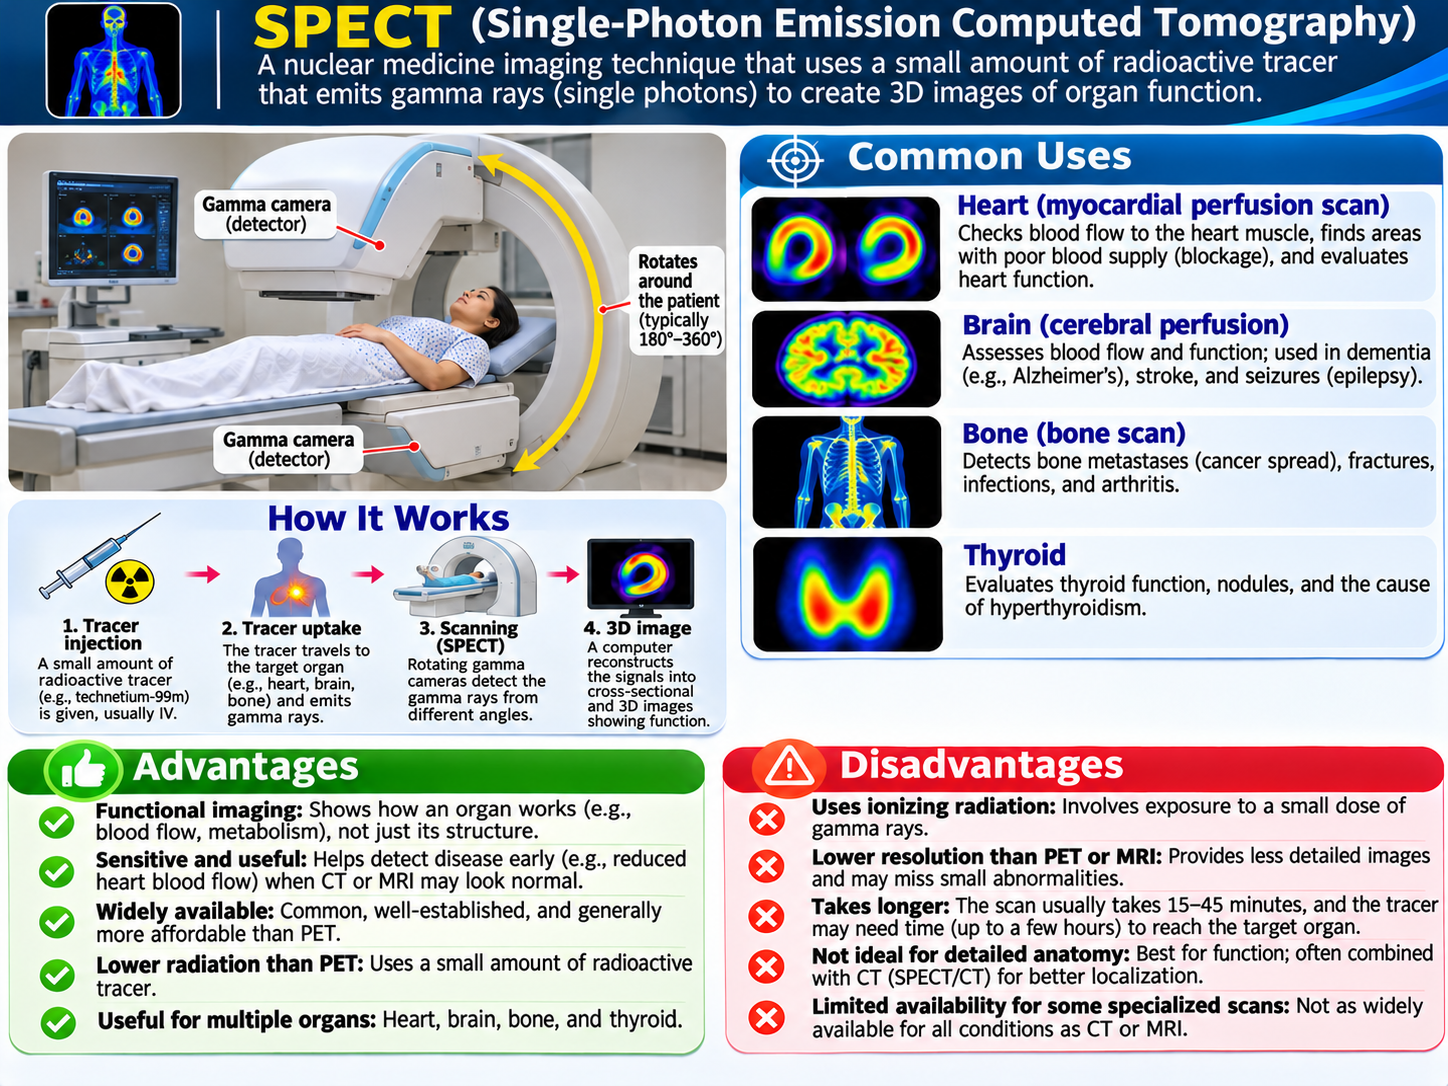 SPECT (Single-Photon Emission Computed Tomography)
A nuclear medicine imaging technique that uses a small amount of radioactive tracer
that emits gamma rays (single photons) to create 3D images of organ function.
Gamma camera
(detector)
Rotates
around
the patient
(typically
180°–360°)
Gamma camera
(detector)
How It Works
1. Tracer
injection
A small amount of
radioactive tracer
(e.g., technetium-99m)
is given, usually IV.
2. Tracer uptake
The tracer travels to
the target organ
(e.g., heart, brain,
bone) and emits
gamma rays.
3. Scanning
(SPECT)
Rotating gamma
cameras detect the
gamma rays from
different angles.
4. 3D image
A computer
reconstructs
the signals into
cross-sectional
and 3D images
showing function.
Common Uses
Heart (myocardial perfusion scan)
Checks blood flow to the heart muscle, finds areas
with poor blood supply (blockage), and evaluates
heart function.
Brain (cerebral perfusion)
Assesses blood flow and function; used in dementia
(e.g., Alzheimer's), stroke, and seizures (epilepsy).
Bone (bone scan)
Detects bone metastases (cancer spread), fractures,
infections, and arthritis.
Thyroid
Evaluates thyroid function, nodules, and the cause
of hyperthyroidism.
Advantages
Functional imaging: Shows how an organ works (e.g.,
blood flow, metabolism), not just its structure.
Sensitive and useful: Helps detect disease early (e.g., reduced
heart blood flow) when CT or MRI may look normal.
Widely available: Common, well-established, and generally
more affordable than PET.
Lower radiation than PET: Uses a small amount of radioactive
tracer.
Useful for multiple organs: Heart, brain, bone, and thyroid.
Disadvantages
Uses ionizing radiation: Involves exposure to a small dose of
gamma rays.
Lower resolution than PET or MRI: Provides less detailed images
and may miss small abnormalities.
Takes longer: The scan usually takes 15–45 minutes, and the tracer
may need time (up to a few hours) to reach the target organ.
Not ideal for detailed anatomy: Best for function; often combined
with CT (SPECT/CT) for better localization.
Limited availability for some specialized scans: Not as widely
available for all conditions as CT or MRI.